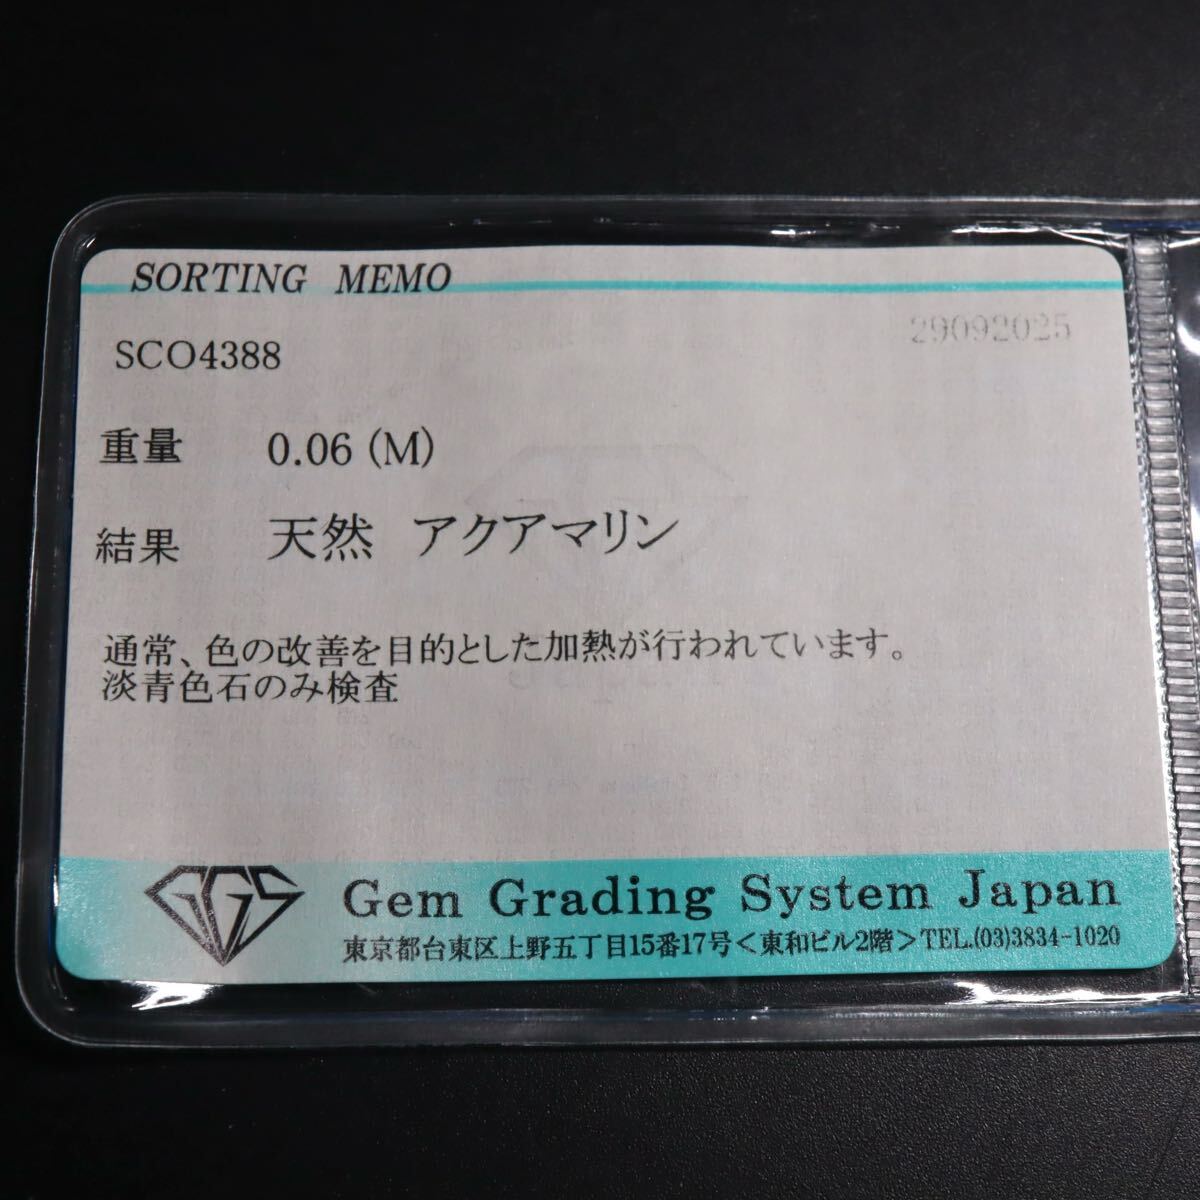 SORTING MEMO
29092025
SCO4388
重量 0.06 (M)
結果 天然 アクアマリン
通常、色の改善を目的とした加熱が行われています。
淡青色石のみ検査
GGS Gem Grading System Japan
東京都台東区上野五丁目15番17号＜東和ビル2階＞TEL.(03)3834-1020